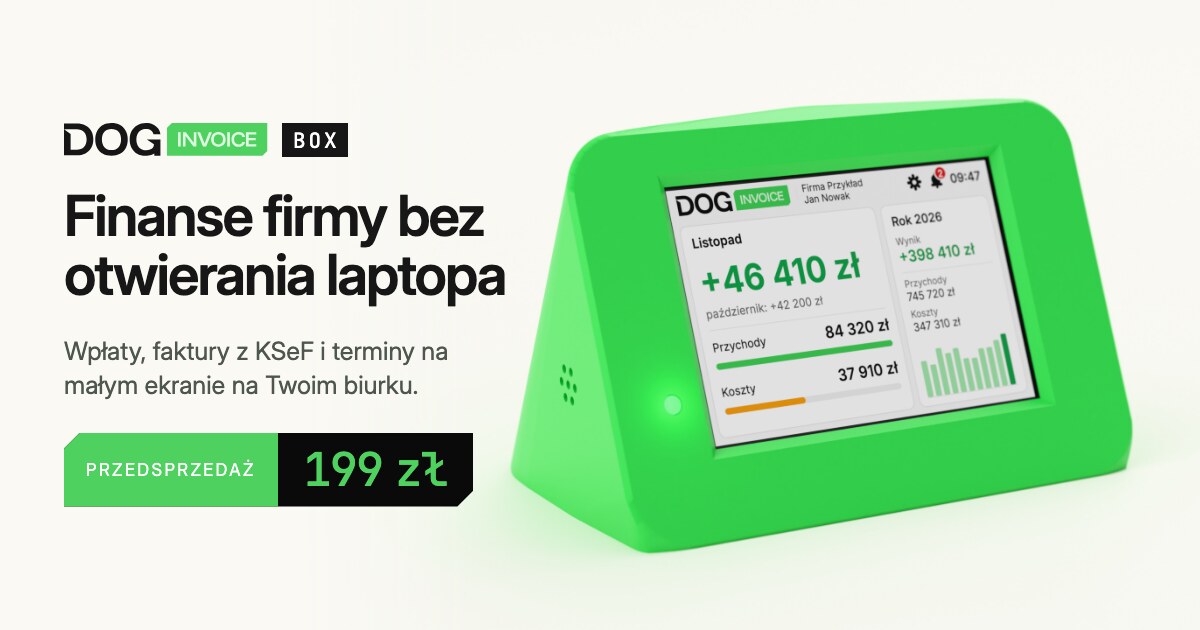 DOG INVOICE BOX
Finanse firmy bez
otwierania laptopa
Wpłaty, faktury z KSeF i terminy na
małym ekranie na Twoim biurku.
PRZEDSPRZEDAŻ 199 zł
DOG INVOICE
Firma Przykład
Jan Nowak
2
09:47
Listopad
+46 410 zł
październik: +42 200 zł
Przychody 84 320 zł
Koszty 37 910 zł
Rok 2026
Wynik
+398 410 zł
Przychody
745 720 zł
Koszty
347 310 zł